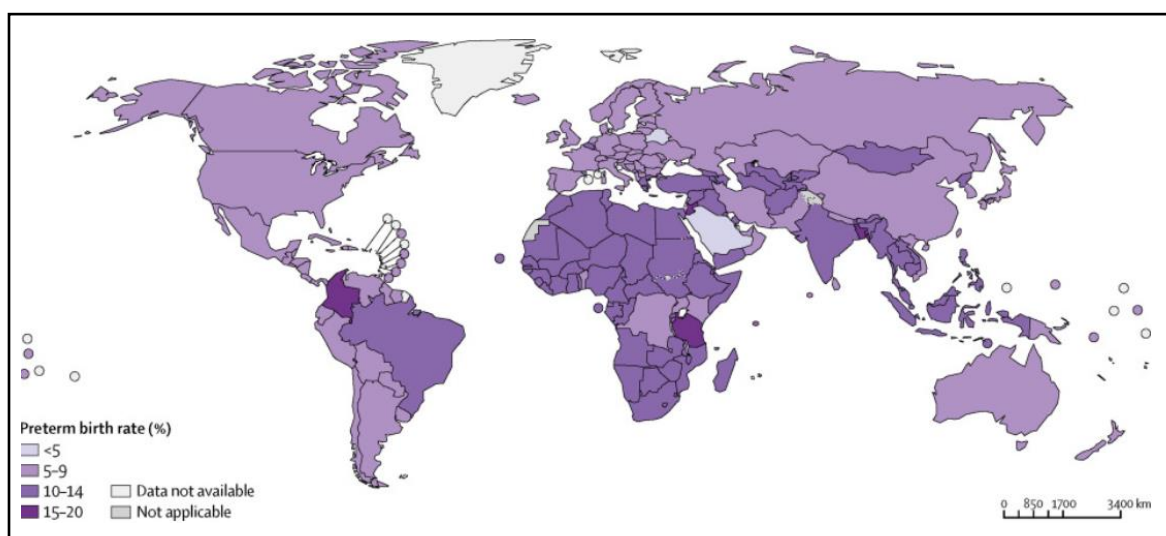 Preterm birth rate (%)
<5
5–9
10–14
15–20
Data not available
Not applicable
0 850 1700 3400 km